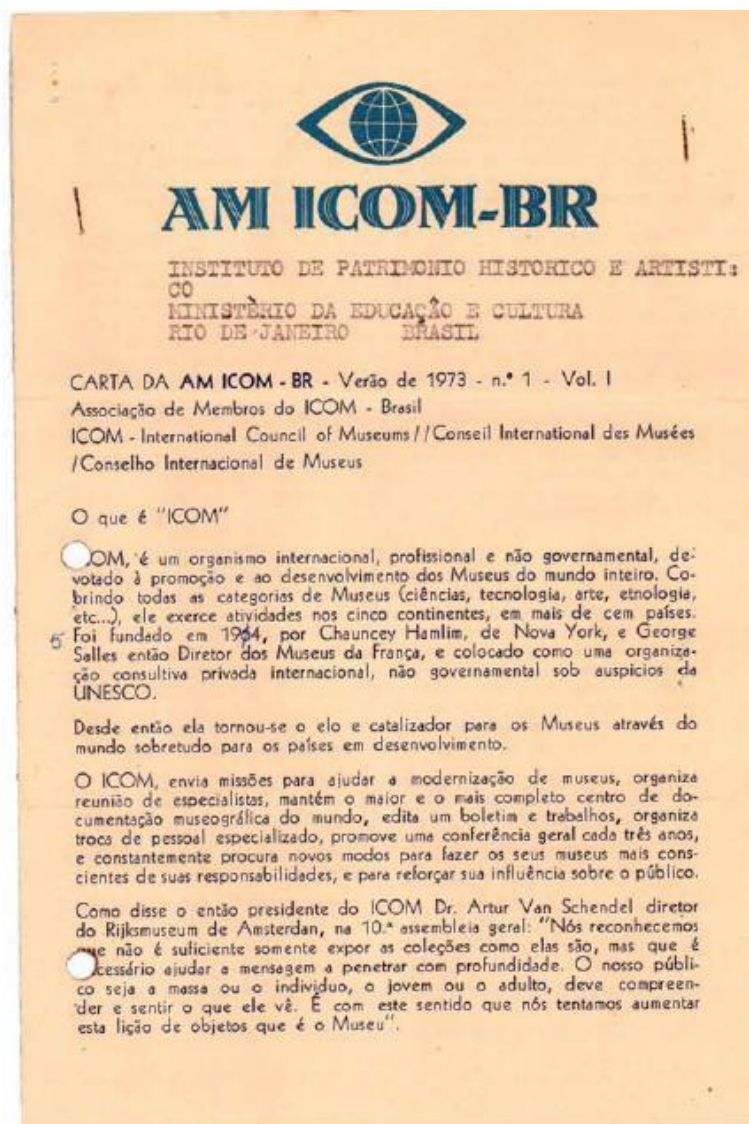 AM ICOM-BR
INSTITUTO DE PATRIMONIO HISTORICO E ARTISTI:
CO
MINISTÈRIO DA EDUCAÇÂO E CULTURA
RIO DE JANEIRO BRASIL
CARTA DA AM ICOM - BR - Verão de 1973 - n.º 1 - Vol. I
Associação de Membros do ICOM - Brasil
ICOM - International Council of Museums//Conseil International des Musées
/Conselho Internacional de Museus
O que é "ICOM"
OM, é um organismo internacional, profissional e não governamental, de-
votado à promoção e ao desenvolvimento dos Museus do mundo inteiro. Co-
brindo todas as categorias de Museus (ciências, tecnologia, arte, etnologia,
etc...), ele exerce atividades nos cinco continentes, em mais de cem países.
5 Foi fundado em 1964, por Chauncey Hamlim, de Nova York, e George
Salles então Diretor dos Museus da França, e colocado como uma organiza-
ção consultiva privada internacional, não governamental sob auspicios da
UNESCO.
Desde então ela tornou-se o elo e catalizador para os Museus através do
mundo sobretudo para os países em desenvolvimento.
O ICOM, envia missões para ajudar a modernização de museus, organiza
reunião de especialistas, mantém o maior e o mais completo centro de do-
cumentação museográfica do mundo, edita um boletim e trabalhos, organiza
troca de pessoal especializado, promove uma conferência geral cada três anos,
e constantemente procura novos modos para fazer os seus museus mais cons-
cientes de suas responsabilidades, e para reforçar sua influência sobre o público.
Como disse o então presidente do ICOM Dr. Artur Van Schendel diretor
do Rijksmuseum de Amsterdan, na 10.ª assembleia geral: "Nós reconhecemos
que não é suficiente somente expor as coleções como elas são, mas que é
cessário ajudar a mensagem a penetrar com profundidade. O nosso públi-
co seja a massa ou o individuo, o jovem ou o adulto, deve compreen-
der e sentir o que ele vê. É com este sentido que nós tentamos aumentar
esta lição de objetos que é o Museu".